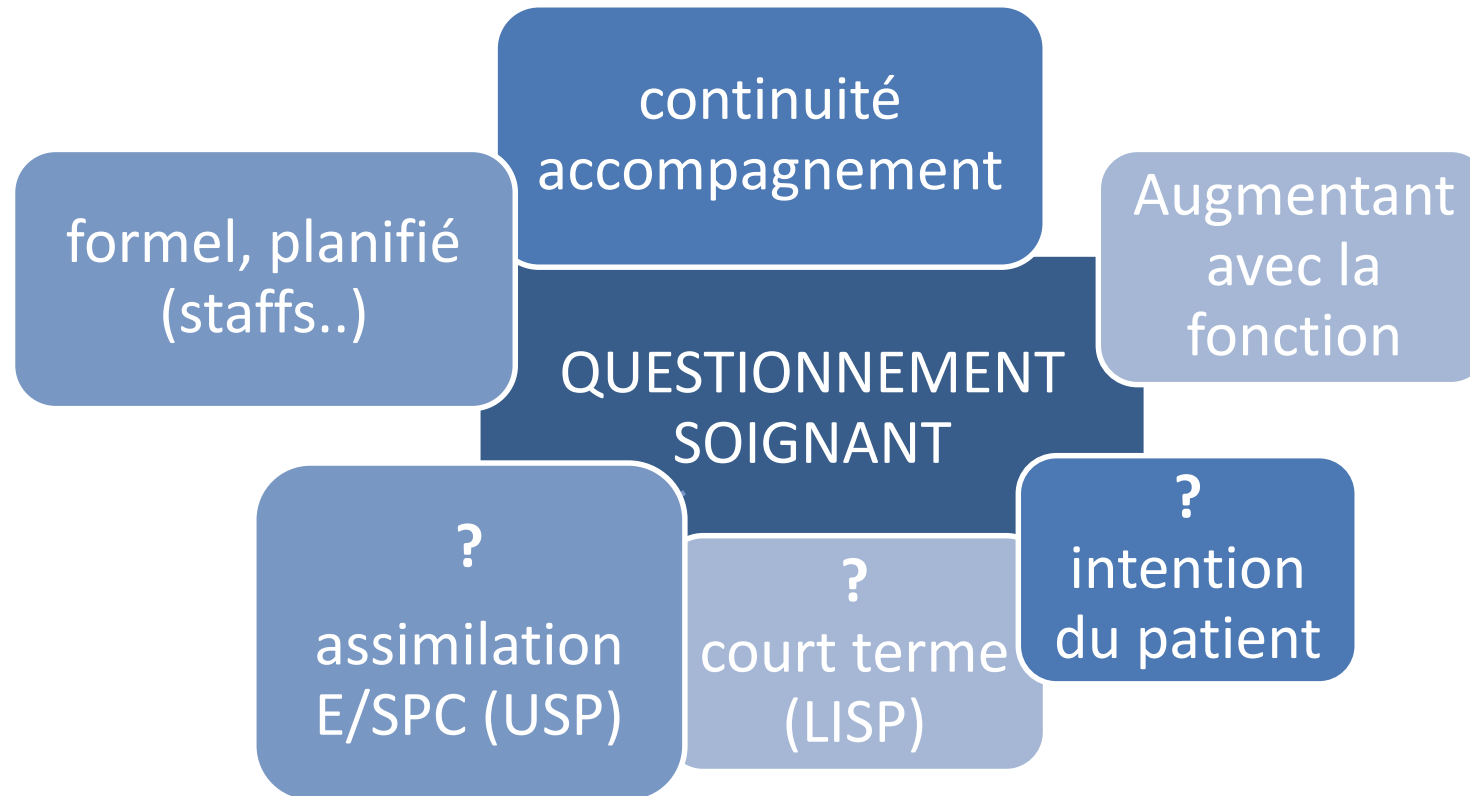 continuité
accompagnement
formel, planifié
(staffs..)
Augmentant
avec la
fonction
QUESTIONNEMENT
SOIGNANT
?
assimilation
E/SPC (USP)
?
court terme
(LISP)
?
intention
du patient